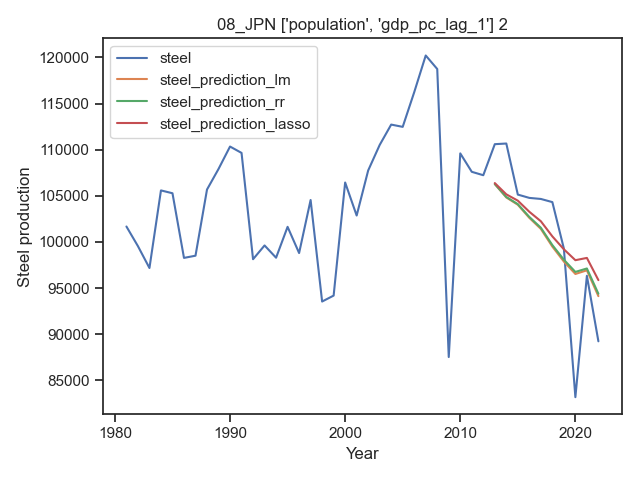 08_JPN ['population', 'gdp_pc_lag_1'] 2
steel
steel_prediction_lm
steel_prediction_rr
steel_prediction_lasso
Steel production
120000
115000
110000
105000
100000
95000
90000
85000
1980
1990
2000
2010
2020
Year